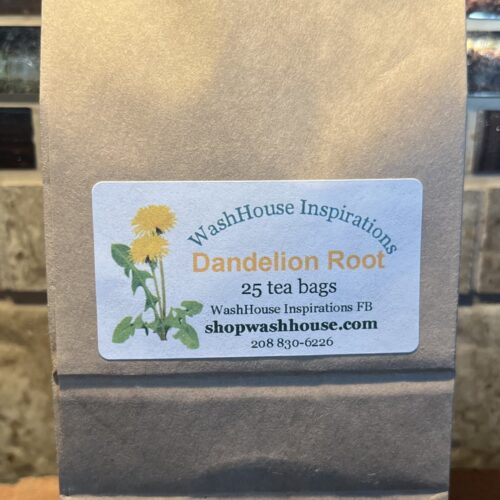 WashHouse Inspirations
Dandelion Root
25 tea bags
WashHouse Inspirations FB
shopwashhouse.com
208 830-6226